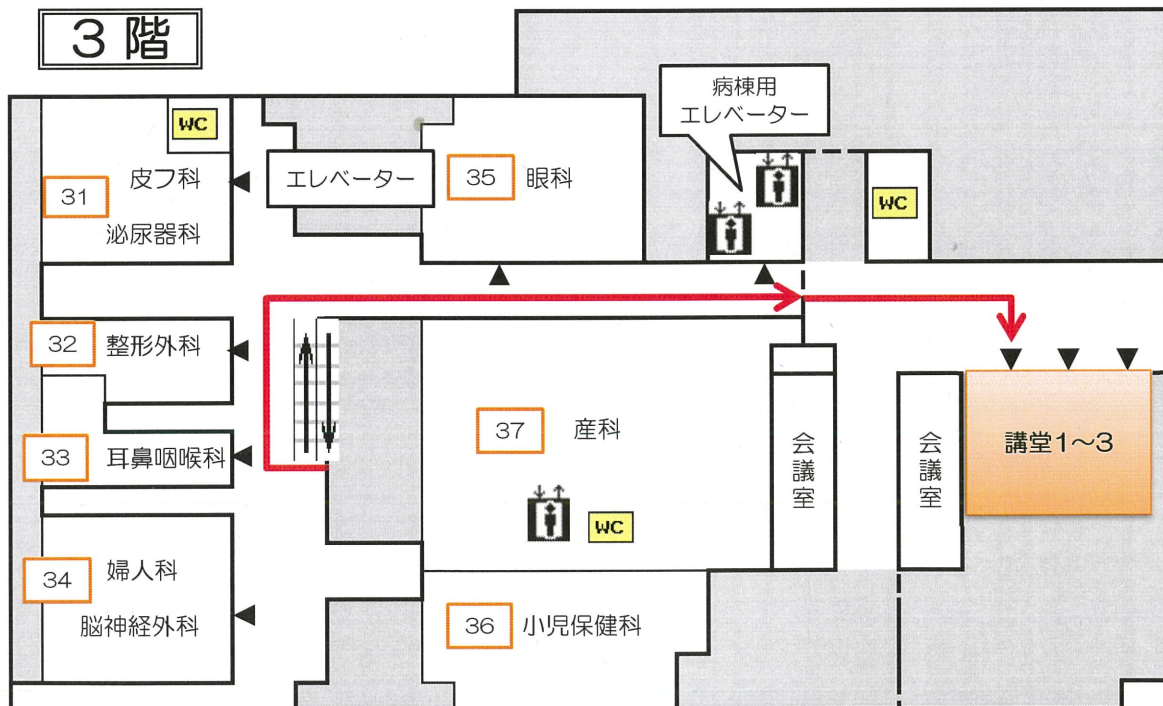 3階
病棟用
エレベーター
WC
31
皮フ科
泌尿器科
エレベーター
35
眼科
WC
32
整形外科
33
耳鼻咽喉科
37
産科
WC
会議室
会議室
講堂1~3
34
婦人科
脳神経外科
36
小児保健科